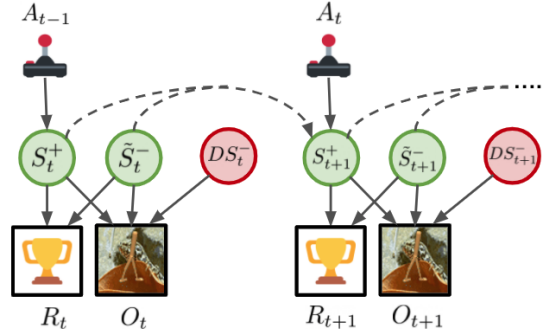 A_{t-1} A_t
.....
S_t^+ \tilde{S}_t^- DS_t^- S_{t+1}^+ \tilde{S}_{t+1}^- DS_{t+1}^-
R_t O_t R_{t+1} O_{t+1}